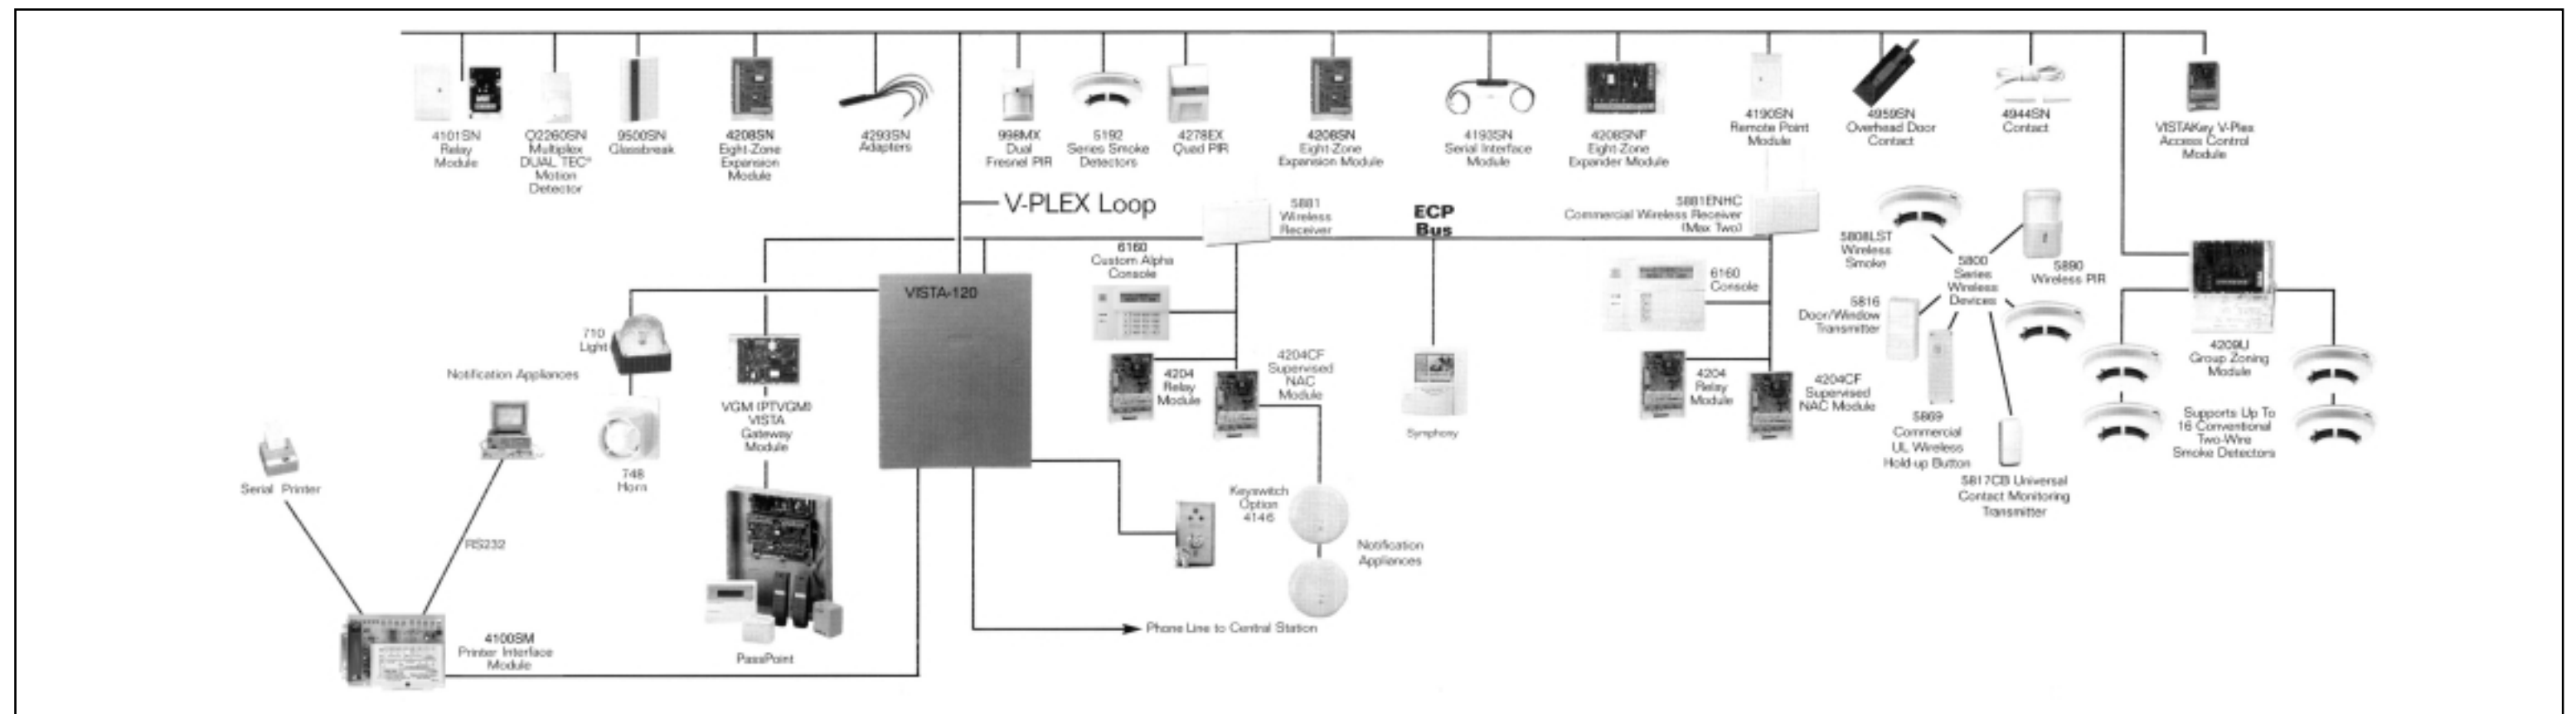 4101SN
Relay
Module
Q2260SN
Multiplex
DUAL TEC®
Motion
Detector
9500SN
Glassbreak
4208SN
Eight-Zone
Expansion
Module
4293SN
Adapters
998MX
Dual
Fresnel PIR
5192
Series Smoke
Detectors
4278EX
Quad PIR
4208SN
Eight-Zone
Expansion Module
4193SN
Serial Interface
Module
4208SNF
Eight-Zone
Expander Module
4190SN
Remote Point
Module
4959SN
Overhead Door
Contact
4944SN
Contact
VISTAKey V-Plex
Access Control
Module
V-PLEX Loop
5881
Wireless
Receiver
ECP
Bus
5881ENHC
Commercial Wireless Receiver
(Max Two)
6160
Custom Alpha
Console
VISTA-120
6160
Console
5808LST
Wireless
Smoke
5800
Series
Wireless
Devices
5890
Wireless PIR
5816
Door/Window
Transmitter
710
Light
Notification Appliances
748
Horn
VGM (PTVGM)
VISTA
Gateway
Module
4204
Relay
Module
4204CF
Supervised
NAC
Module
Symphony
4204
Relay
Module
4204CF
Supervised
NAC Module
5869
Commercial
UL Wireless
Hold-up Button
5817CB Universal
Contact Monitoring
Transmitter
4209U
Group Zoning
Module
Supports Up To
16 Conventional
Two-Wire
Smoke Detectors
Serial Printer
RS232
Keyswitch
Option
4146
Notification
Appliances
4100SM
Printer Interface
Module
PassPoint
Phone Line to Central Station